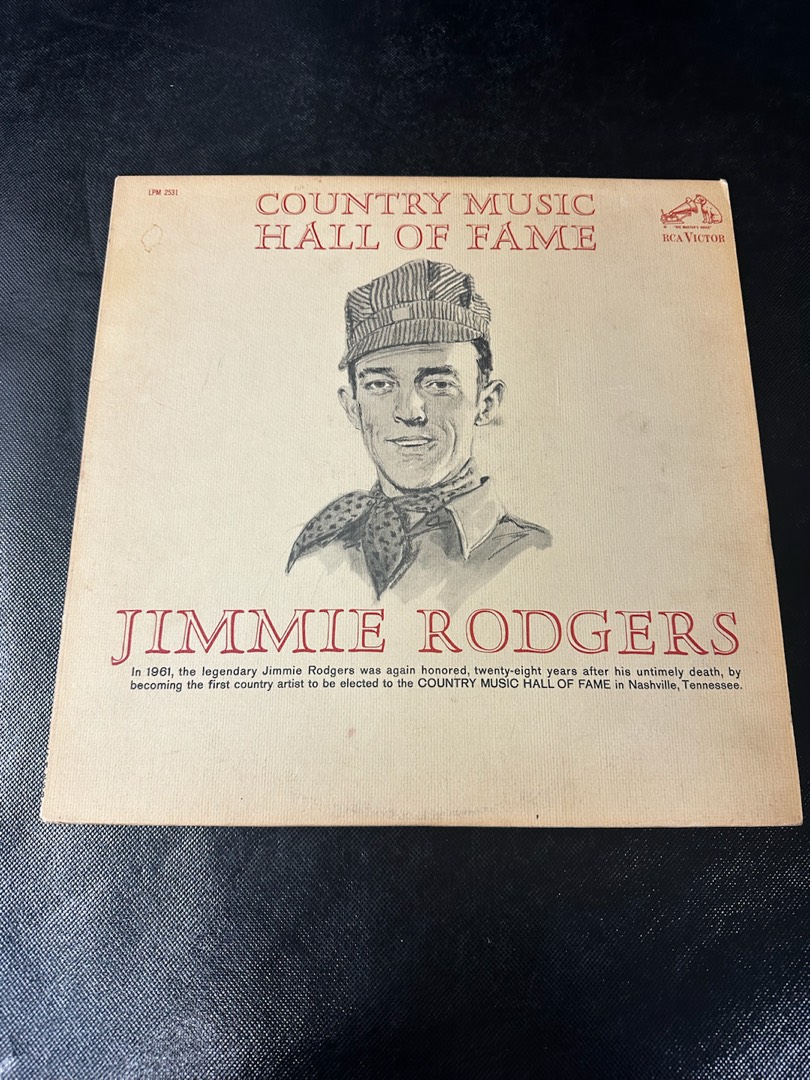 LPM 2531
COUNTRY MUSIC
HALL OF FAME
"HIS MASTER'S VOICE"
RCA VICTOR
JIMMIE RODGERS
In 1961, the legendary Jimmie Rodgers was again honored, twenty-eight years after his untimely death, by
becoming the first country artist to be elected to the COUNTRY MUSIC HALL OF FAME in Nashville, Tennessee.